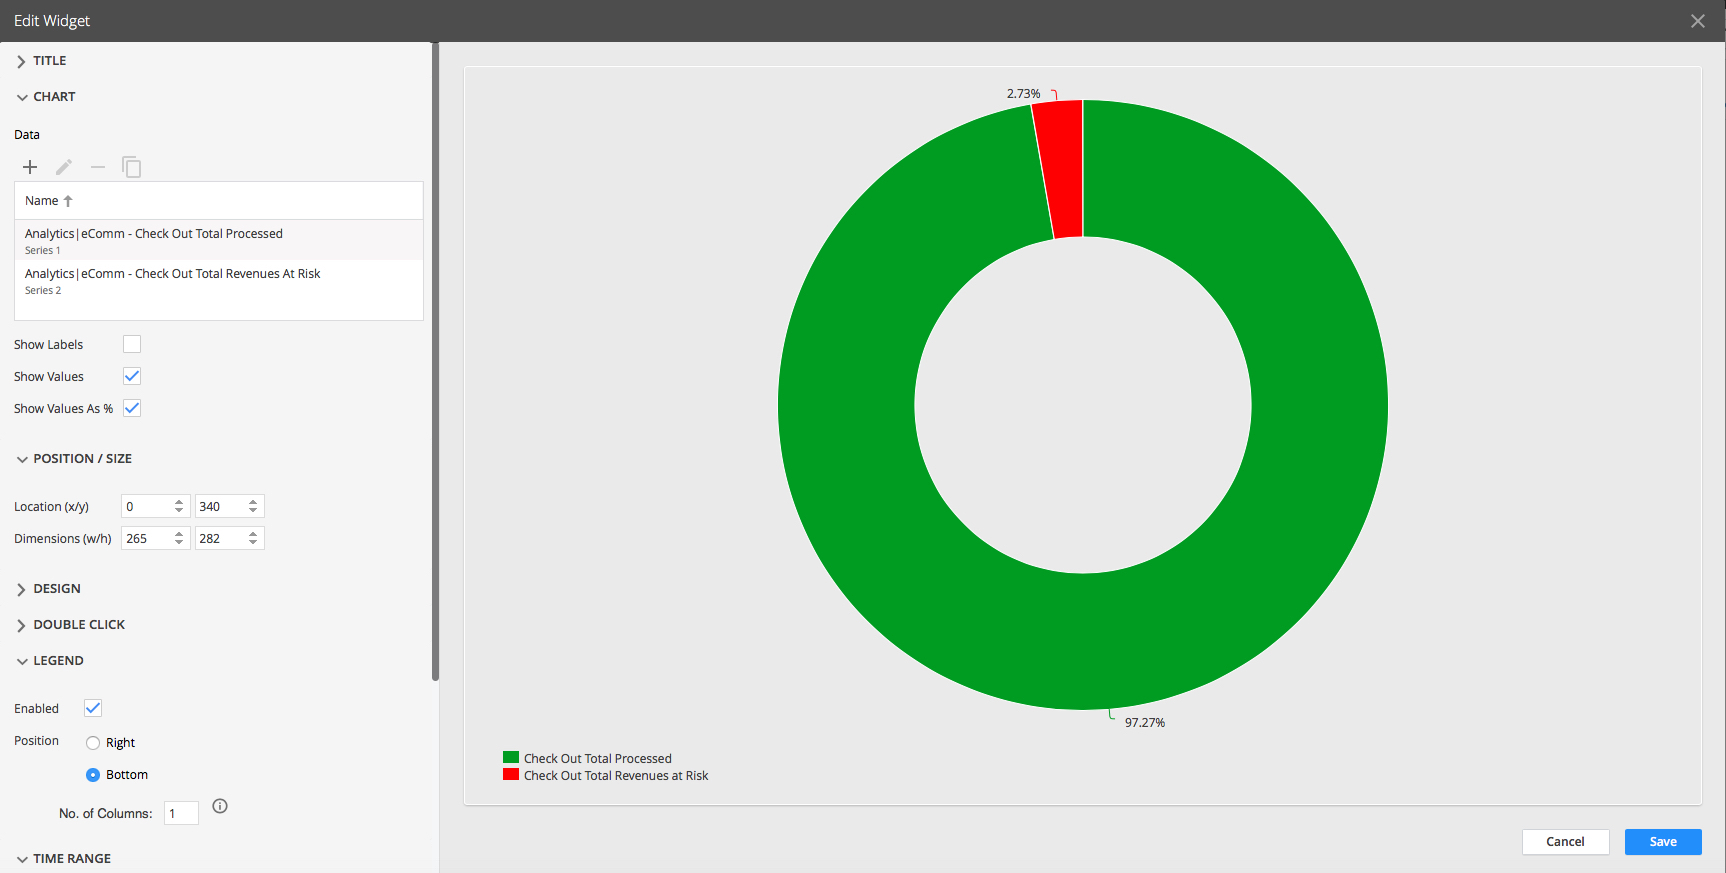 Edit Widget
TITLE
CHART
Data
Name
Analytics|eComm - Check Out Total Processed
Series 1
Analytics|eComm - Check Out Total Revenues At Risk
Series 2
Show Labels
Show Values
Show Values As %
POSITION / SIZE
Location (x/y) 0 340
Dimensions (w/h) 265 282
DESIGN
DOUBLE CLICK
LEGEND
Enabled
Position Right
Bottom
No. of Columns: 1
TIME RANGE
2.73%
97.27%
Check Out Total Processed
Check Out Total Revenues at Risk
Cancel Save